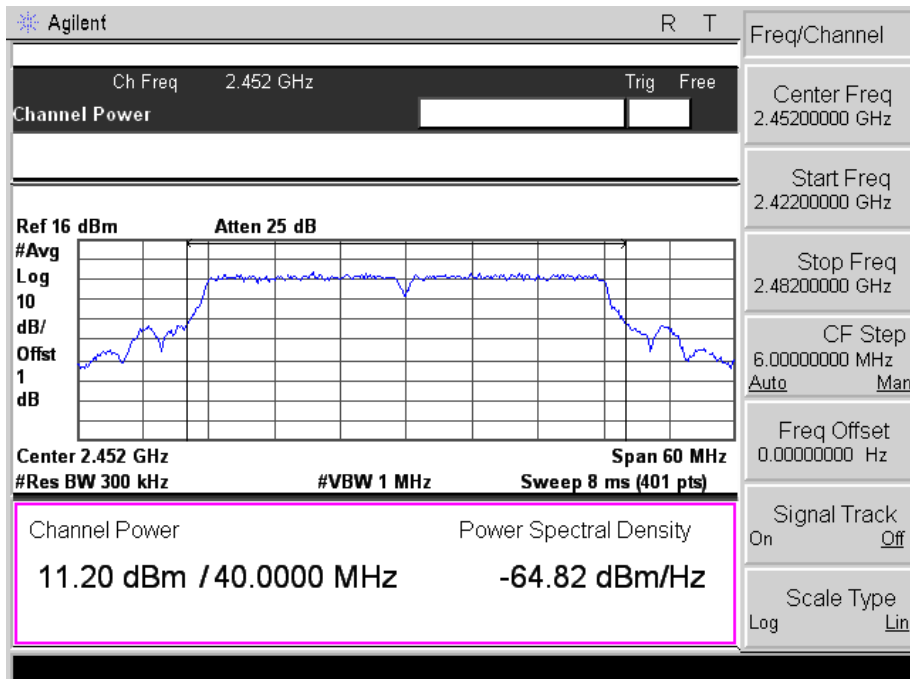 Agilent R T
Ch Freq 2.452 GHz Trig Free
Channel Power
Ref 16 dBm Atten 25 dB
#Avg
Log
10
dB/
Offst
1
dB
Center 2.452 GHz Span 60 MHz
#Res BW 300 kHz #VBW 1 MHz Sweep 8 ms (401 pts)
Channel Power Power Spectral Density
11.20 dBm / 40.0000 MHz -64.82 dBm/Hz
Freq/Channel
Center Freq
2.45200000 GHz
Start Freq
2.42200000 GHz
Stop Freq
2.48200000 GHz
CF Step
6.00000000 MHz
Auto Man
Freq Offset
0.00000000 Hz
Signal Track
On Off
Scale Type
Log Lin